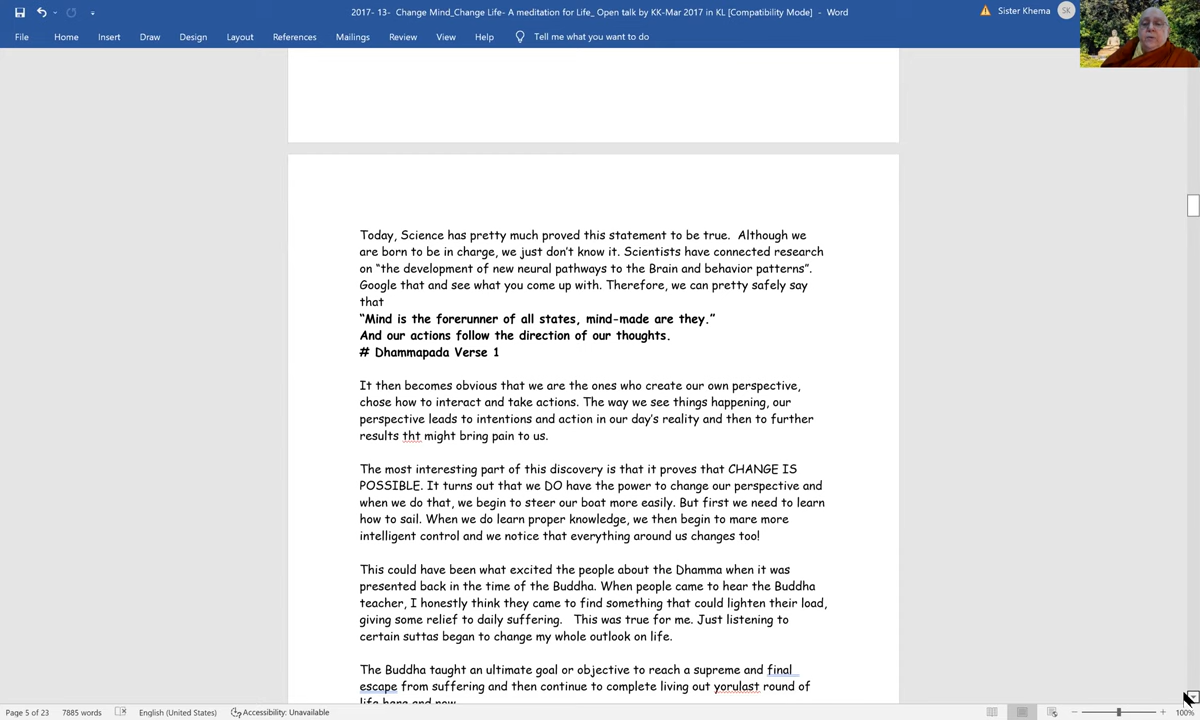 2017- 13-  Change Mind_Change Life- A meditation for Life_ Open talk by KK-Mar 2017 in KL [Compatibility Mode]  -  Word
Sister Khema
SK
File Home Insert Draw Design Layout References Mailings Review View Help Tell me what you want to do
Today, Science has pretty much proved this statement to be true.  Although we
are born to be in charge, we just don't know it. Scientists have connected research
on "the development of new neural pathways to the Brain and behavior patterns".
Google that and see what you come up with. Therefore, we can pretty safely say
that
"Mind is the forerunner of all states, mind-made are they."
And our actions follow the direction of our thoughts.
# Dhammapada Verse 1
It then becomes obvious that we are the ones who create our own perspective,
chose how to interact and take actions. The way we see things happening, our
perspective leads to intentions and action in our day's reality and then to further
results tht might bring pain to us.
The most interesting part of this discovery is that it proves that CHANGE IS
POSSIBLE. It turns out that we DO have the power to change our perspective and
when we do that, we begin to steer our boat more easily. But first we need to learn
how to sail. When we do learn proper knowledge, we then begin to mare more
intelligent control and we notice that everything around us changes too!
This could have been what excited the people about the Dhamma when it was
presented back in the time of the Buddha. When people came to hear the Buddha
teacher, I honestly think they came to find something that could lighten their load,
giving some relief to daily suffering.   This was true for me. Just listening to
certain suttas began to change my whole outlook on life.
The Buddha taught an ultimate goal or objective to reach a supreme and final
escape from suffering and then continue to complete living out yorulast round of
Page 5 of 23 7885 words English (United States) Accessibility: Unavailable 100%